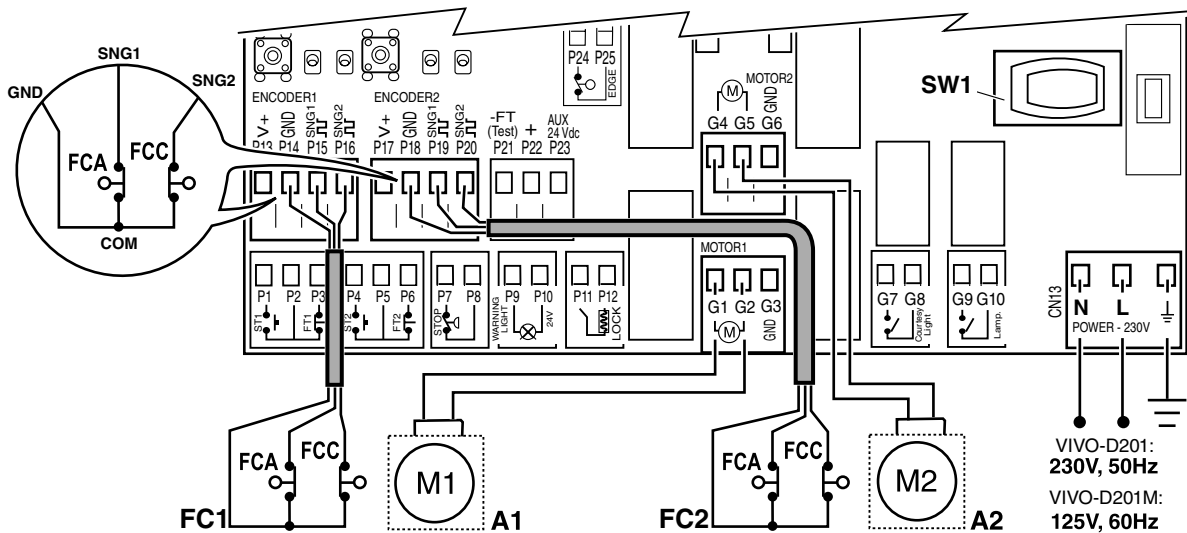 SNG1
SNG2
GND
FCA
FCC
COM
P24 P25
EDGE
MOTOR2
M
G4 G5 GND G6
SW1
ENCODER1
V+ GND SNG1 SNG2
P13 P14 P15 P16
ENCODER2
V+ GND SNG1 SNG2
P17 P18 P19 P20
-FT (Test) + AUX 24 Vdc
P21 P22 P23
MOTOR1
P1 P2 P3 P4 P5 P6
ST1 FT1 ST2 FT2
P7 P8
STOP
P9 P10
WARNING LIGHT
24V
P11 P12
LOCK
G1 G2 G3
M
GND
G7 G8
Courtesy Light
G9 G10
Lamp.
CN13
N L
POWER - 230V
FCA
FCC
FC1
M1
A1
FCA
FCC
FC2
M2
A2
VIVO-D201:
230V, 50Hz
VIVO-D201M:
125V, 60Hz